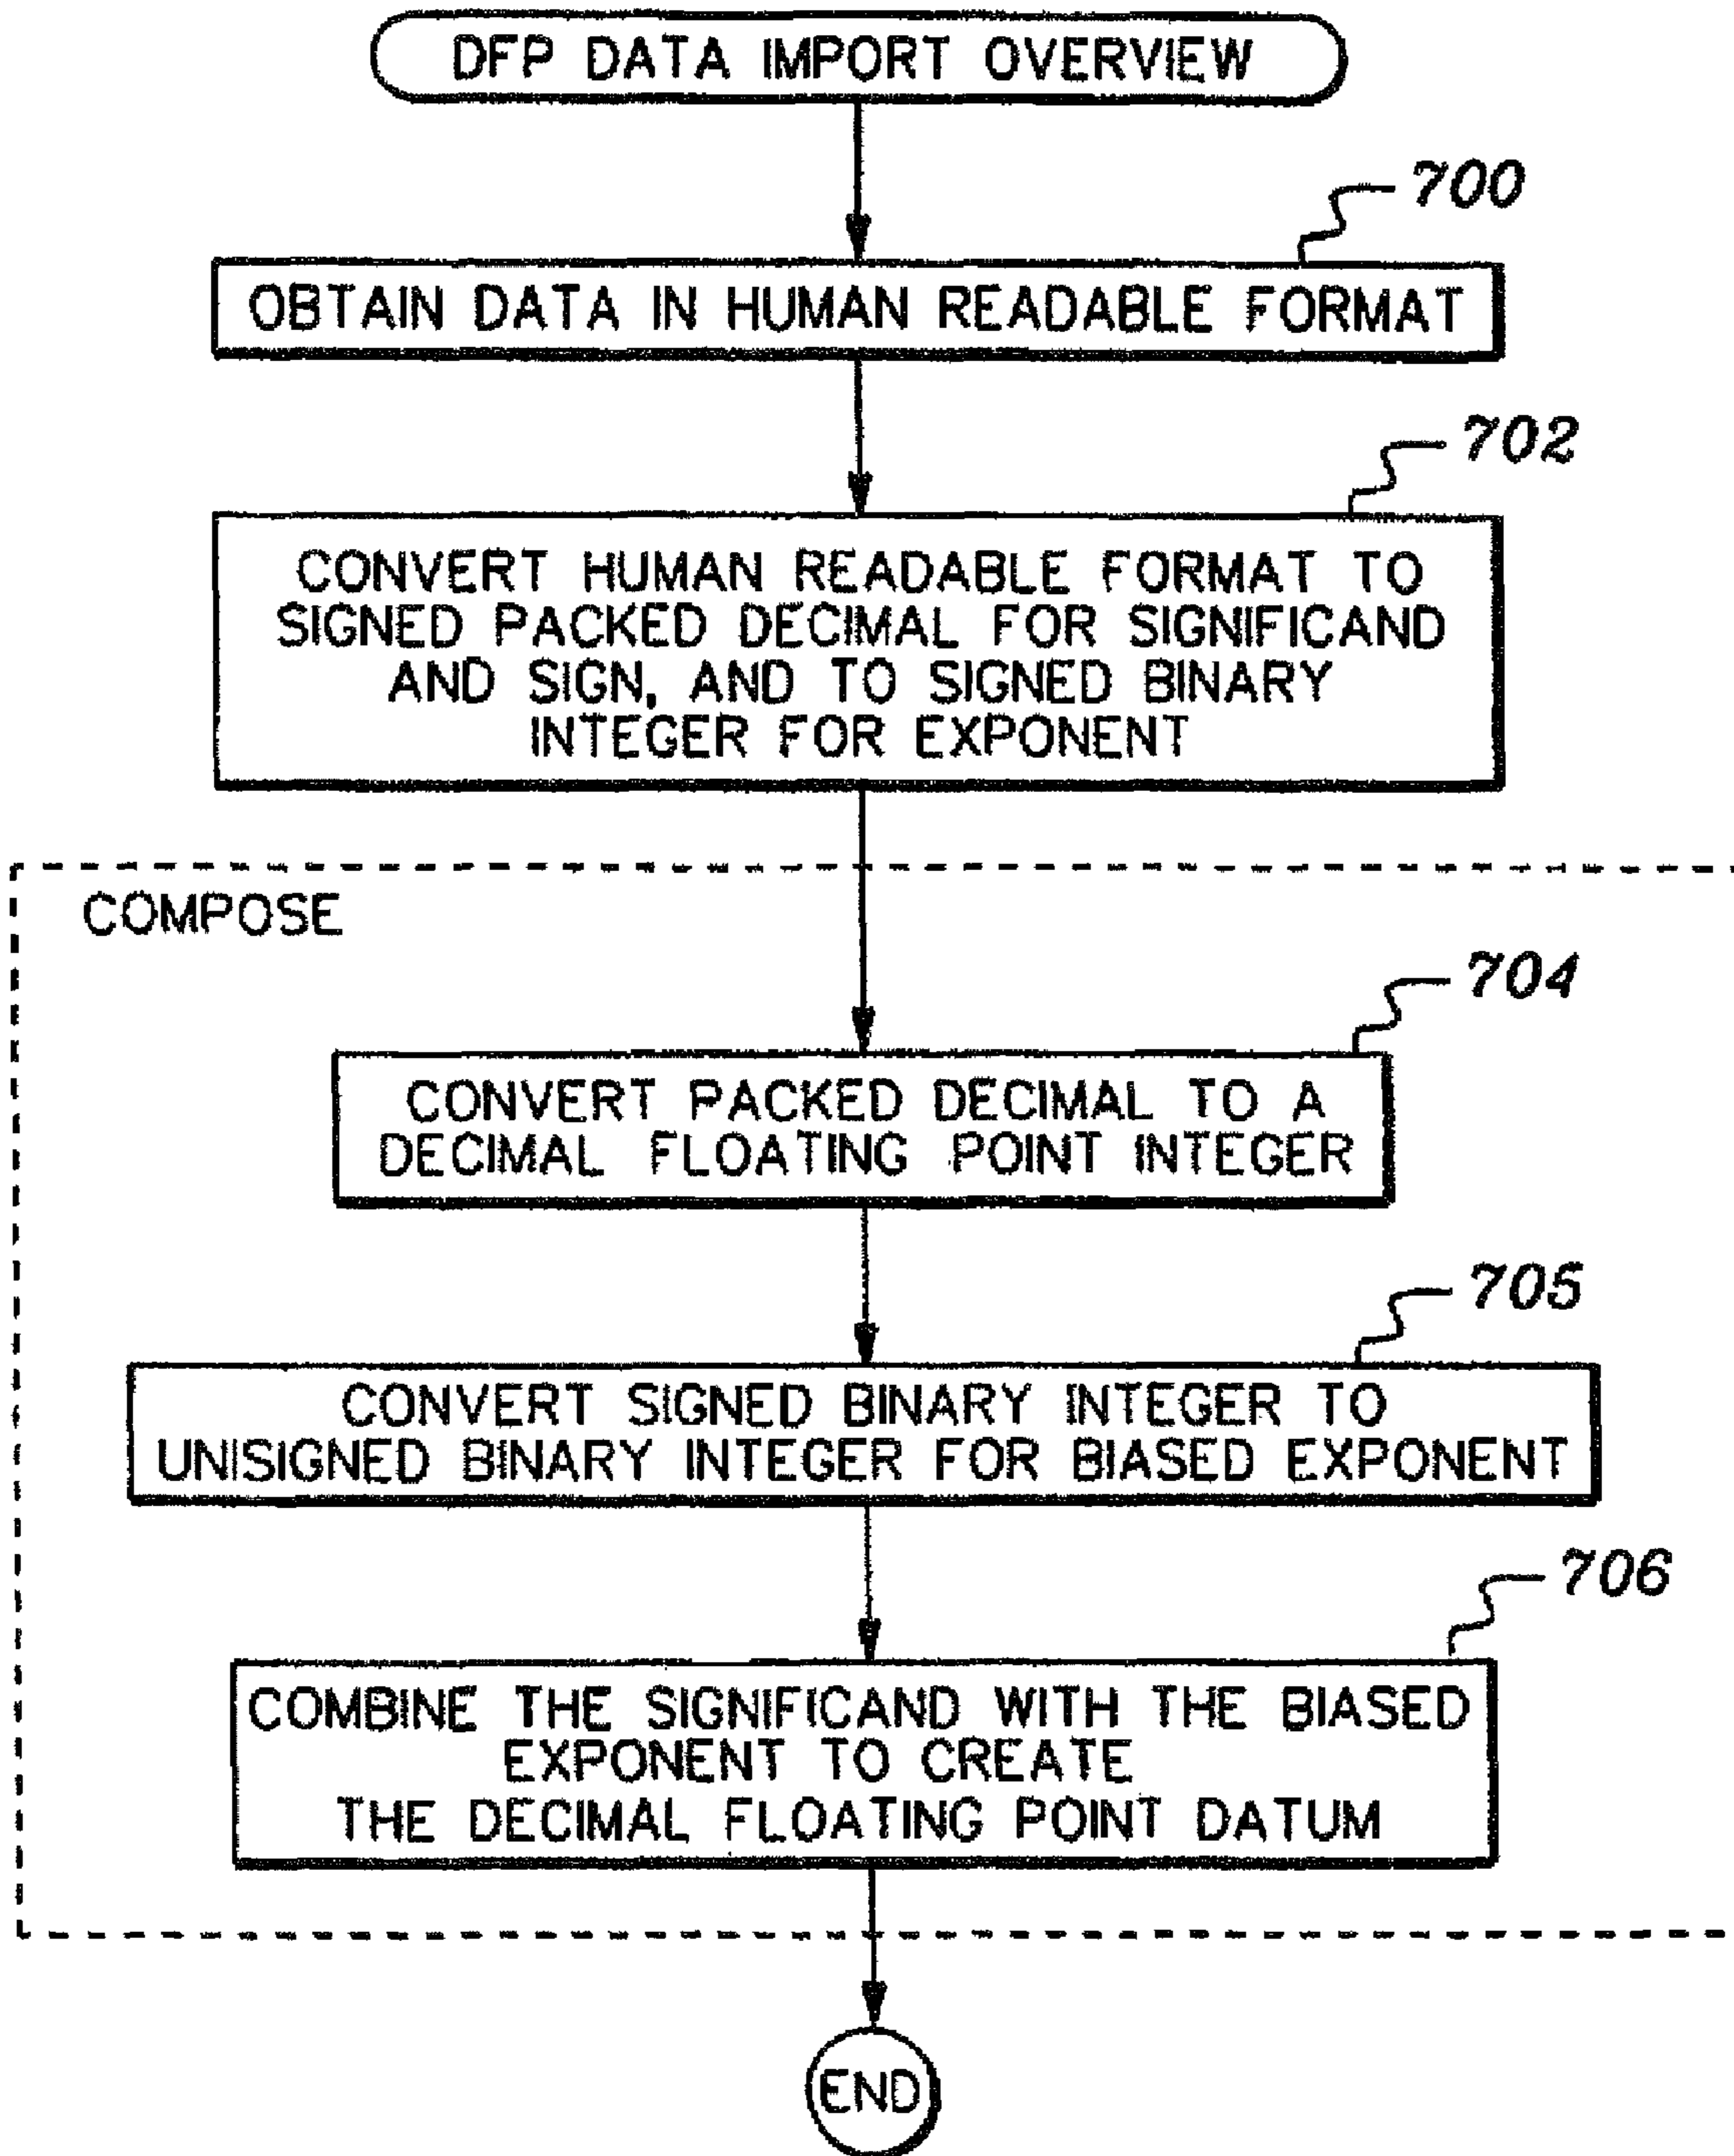 DFP DATA IMPORT OVERVIEW
700
OBTAIN DATA IN HUMAN READABLE FORMAT
702
CONVERT HUMAN READABLE FORMAT TO
SIGNED PACKED DECIMAL FOR SIGNIFICAND
AND SIGN, AND TO SIGNED BINARY
INTEGER FOR EXPONENT
COMPOSE
704
CONVERT PACKED DECIMAL TO A
DECIMAL FLOATING POINT INTEGER
705
CONVERT SIGNED BINARY INTEGER TO
UNISIGNED BINARY INTEGER FOR BIASED EXPONENT
706
COMBINE THE SIGNIFICAND WITH THE BIASED
EXPONENT TO CREATE
THE DECIMAL FLOATING POINT DATUM
END